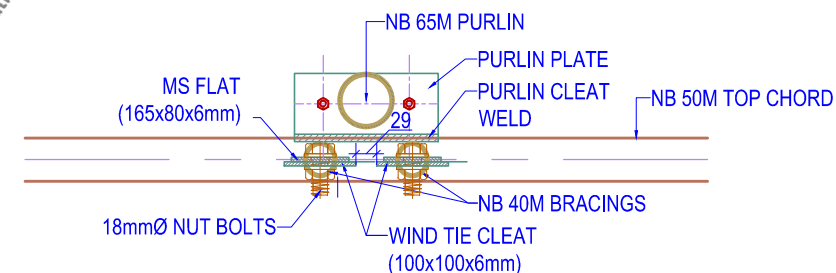 NB 65M PURLIN
PURLIN PLATE
MS FLAT
(165x80x6mm)
PURLIN CLEAT
WELD
NB 50M TOP CHORD
29
18mmØ NUT BOLTS
NB 40M BRACINGS
WIND TIE CLEAT
(100x100x6mm)